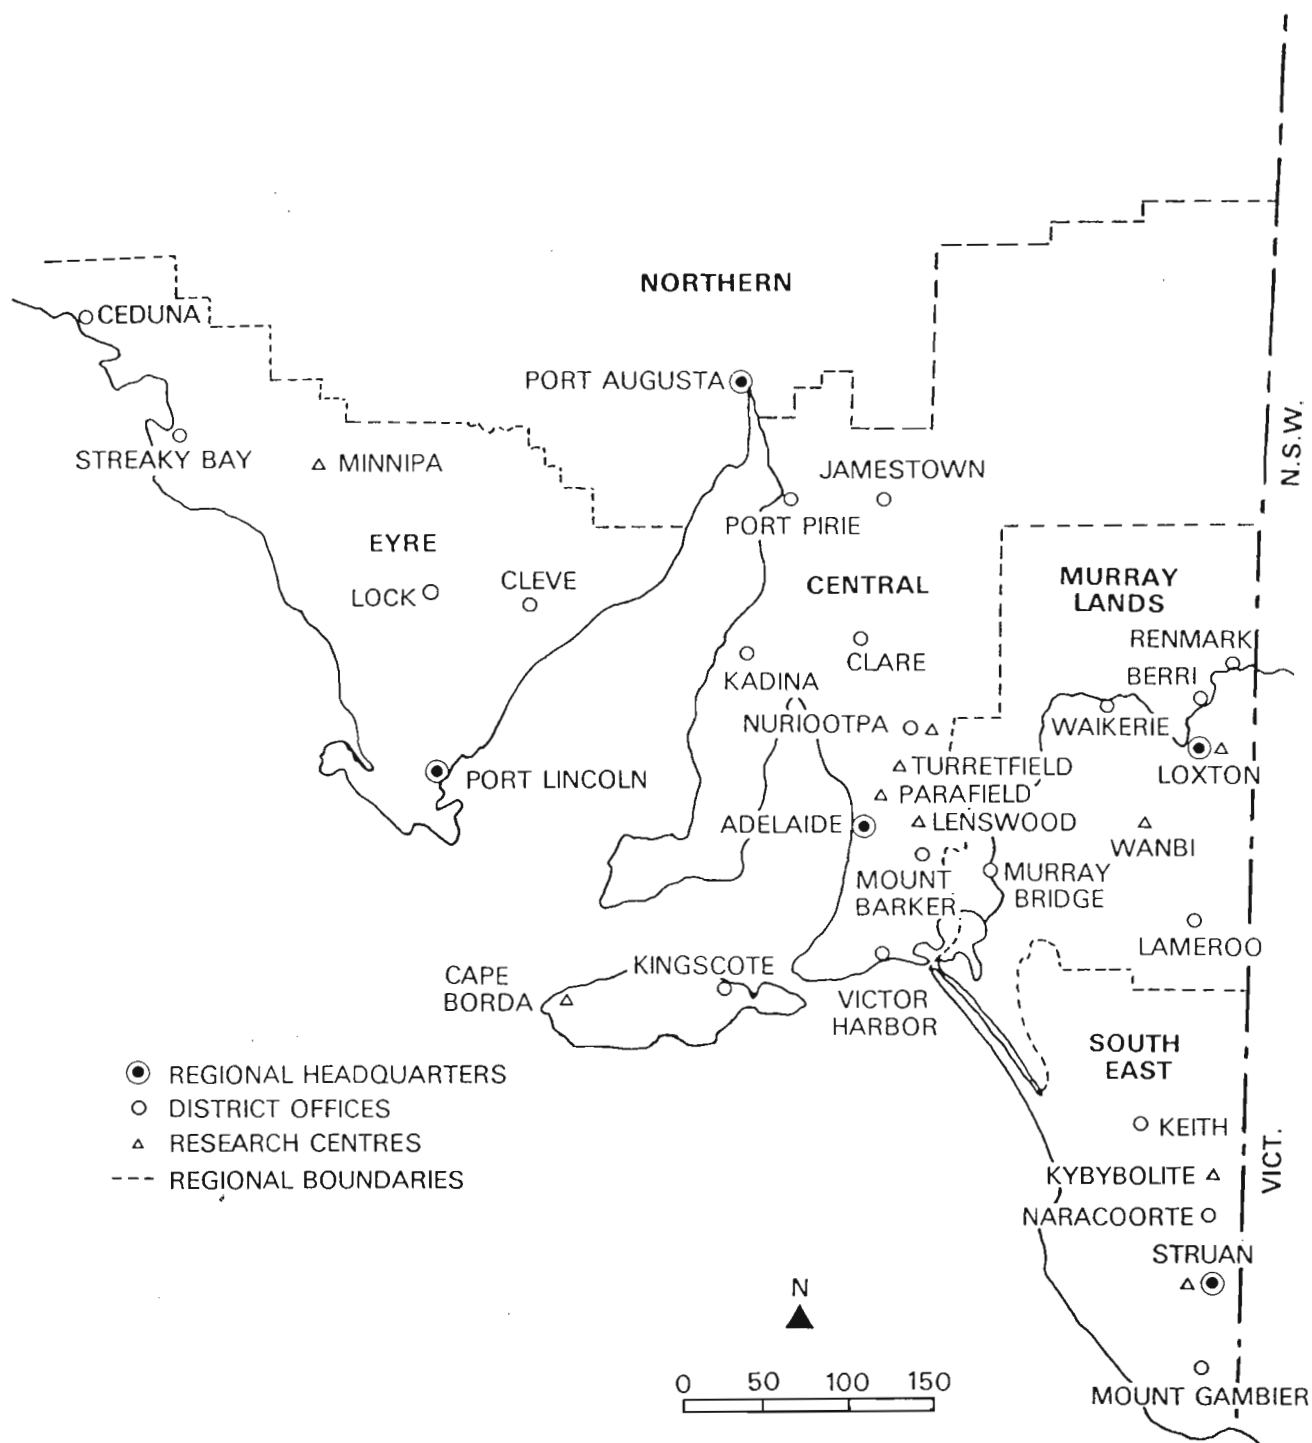 NORTHERN
CEDUNA
PORT AUGUSTA
N.S.W.
STREAKY BAY
MINNIPA
JAMESTOWN
PORT PIRIE
EYRE
CLEVE
LOCK
CENTRAL
MURRAY
LANDS
RENMARK
CLARE
BERRI
KADINA
NURIOOTPA
WAIKERIE
TURRETFIELD
LOXTON
PORT LINCOLN
PARAFIELD
ADELAIDE
LENSWOOD
WANBI
MOUNT
BARKER
MURRAY
BRIDGE
LAMEROO
KINGSCOTE
CAPE
BORDA
VICTOR
HARBOR
SOUTH
EAST
REGIONAL HEADQUARTERS
DISTRICT OFFICES
RESEARCH CENTRES
REGIONAL BOUNDARIES
KEITH
VICT.
KYBYBOLITE
NARACOORTE
STRUAN
N
0 50 100 150
MOUNT GAMBIER